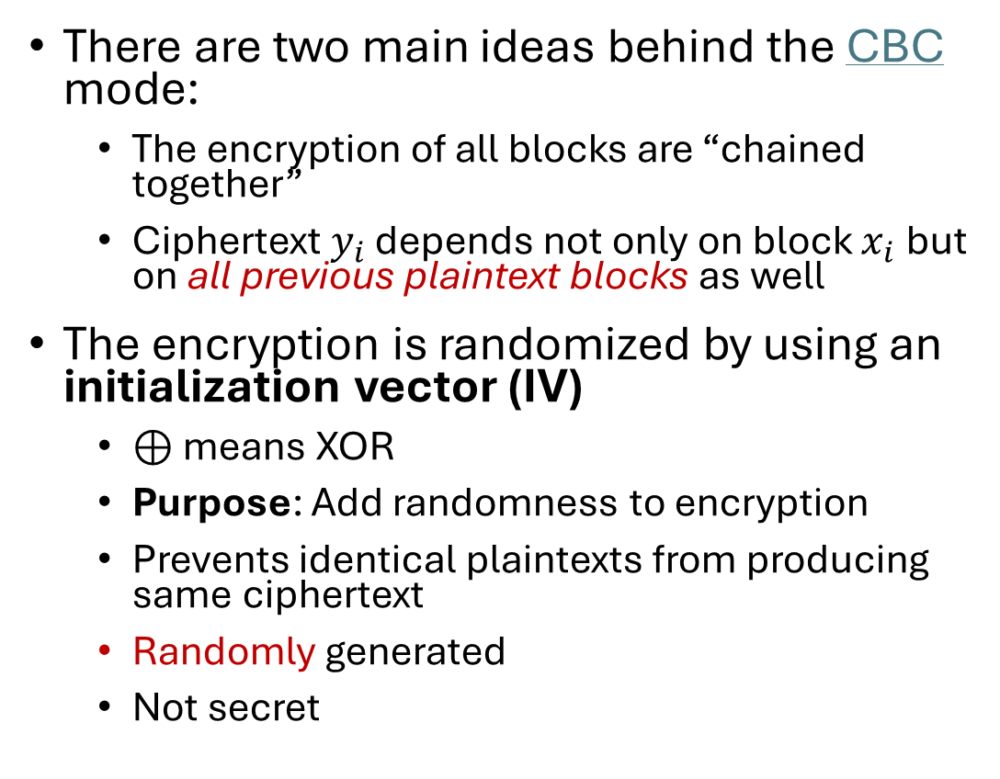 • There are two main ideas behind the CBC
mode:
• The encryption of all blocks are “chained
together”
• Ciphertext 𝑦ᵢ depends not only on block 𝑥ᵢ but
on all previous plaintext blocks as well
• The encryption is randomized by using an
initialization vector (IV)
• ⨁ means XOR
• Purpose: Add randomness to encryption
• Prevents identical plaintexts from producing
same ciphertext
• Randomly generated
• Not secret